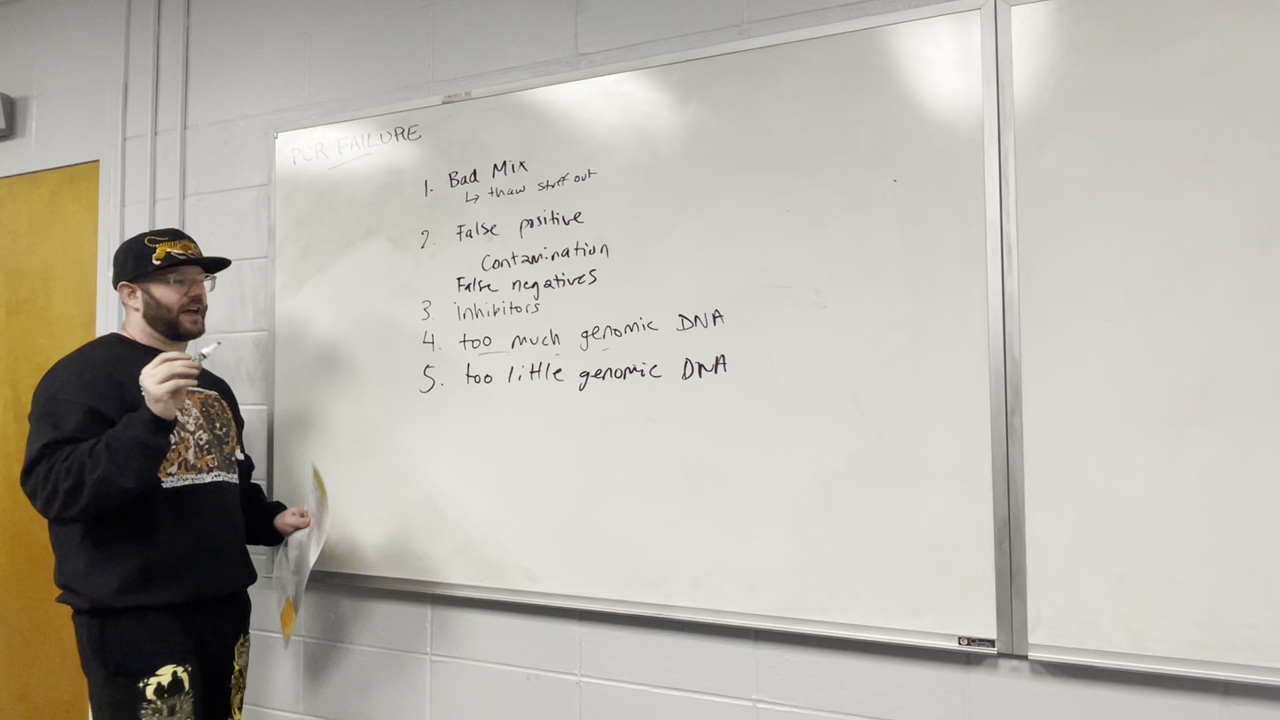 PCR FAILURE
1. Bad Mix
↳ thaw stuff out
2. False positive
Contamination
False negatives
3. inhibitors
4. too much genomic DNA
5. too little genomic DNA